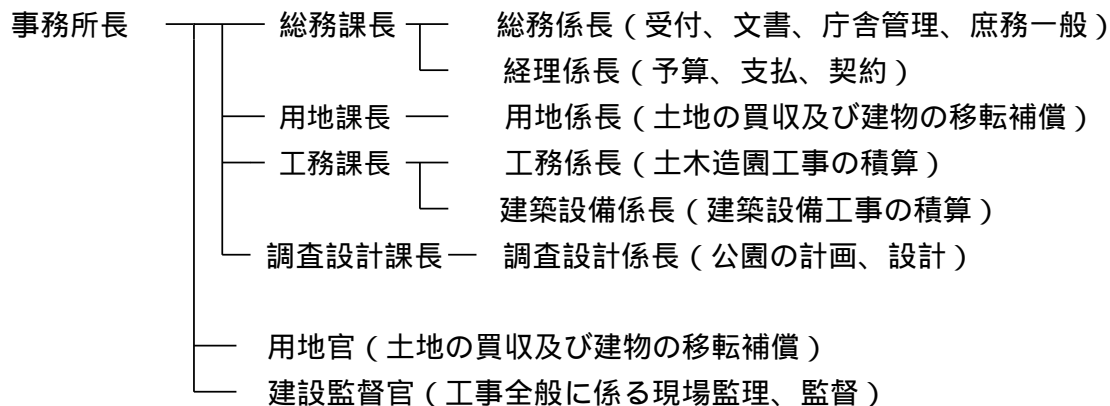 事務所長 総務課長 総務係長（受付、文書、庁舎管理、庶務一般）
経理係長（予算、支払、契約）
用地課長 用地係長（土地の買収及び建物の移転補償）
工務課長 工務係長（土木造園工事の積算）
建築設備係長（建築設備工事の積算）
調査設計課長 調査設計係長（公園の計画、設計）
用地官（土地の買収及び建物の移転補償）
建設監督官（工事全般に係る現場監理、監督）